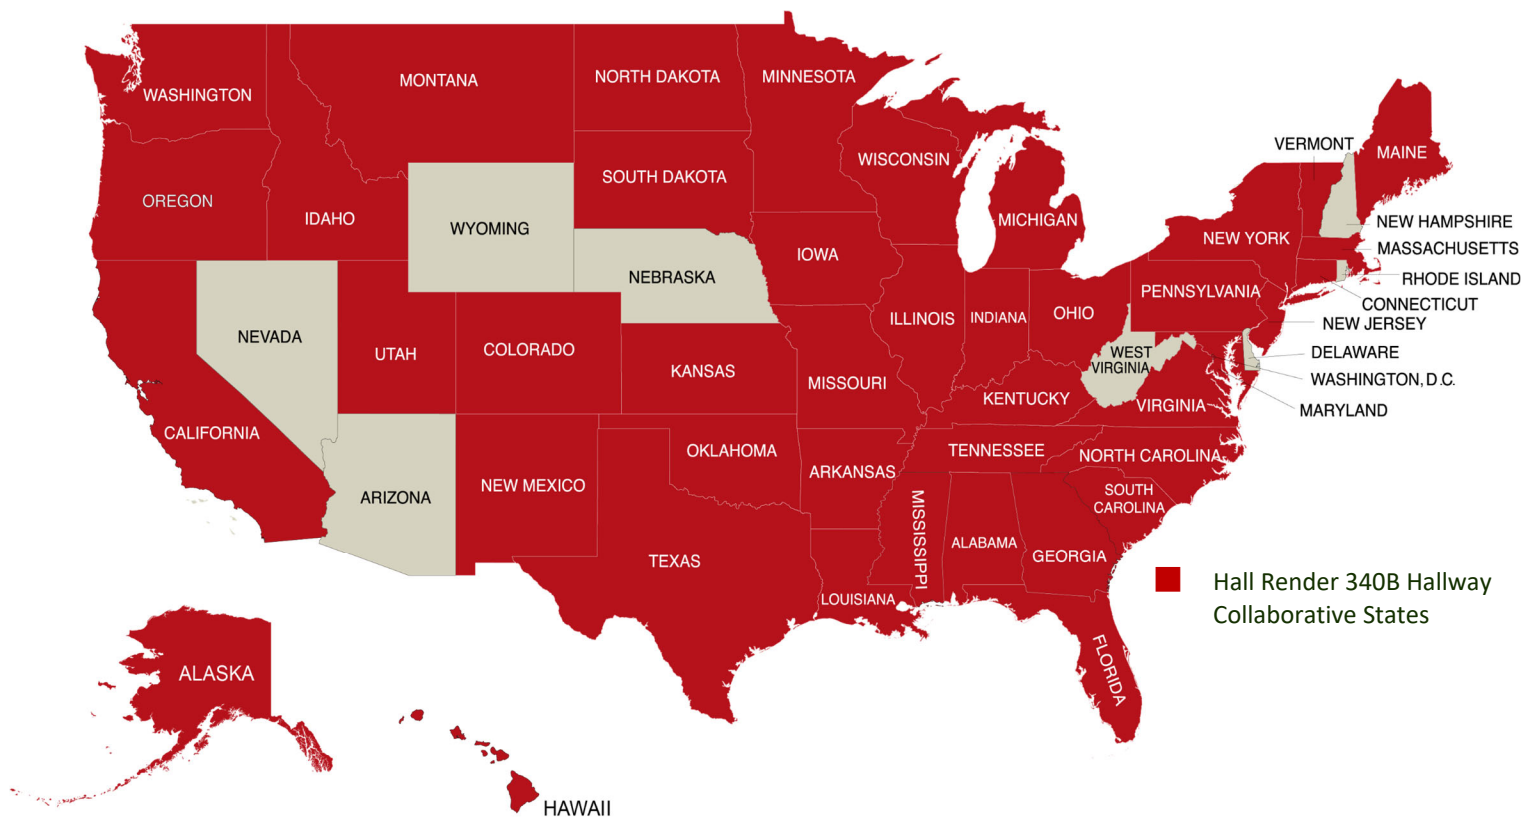 WASHINGTON
MONTANA
NORTH DAKOTA
MINNESOTA
VERMONT
MAINE
OREGON
IDAHO
WYOMING
SOUTH DAKOTA
WISCONSIN
MICHIGAN
NEW YORK
NEW HAMPSHIRE
MASSACHUSETTS
RHODE ISLAND
CONNECTICUT
NEW JERSEY
DELAWARE
WASHINGTON, D.C.
MARYLAND
NEVADA
UTAH
COLORADO
NEBRASKA
KANSAS
IOWA
MISSOURI
ILLINOIS
INDIANA
OHIO
PENNSYLVANIA
WEST
VIRGINIA
VIRGINIA
KENTUCKY
CALIFORNIA
ARIZONA
NEW MEXICO
OKLAHOMA
TEXAS
ARKANSAS
LOUISIANA
TENNESSEE
NORTH CAROLINA
SOUTH
CAROLINA
MISSISSIPPI
ALABAMA
GEORGIA
FLORIDA
Hall Render 340B Hallway
Collaborative States
ALASKA
HAWAII